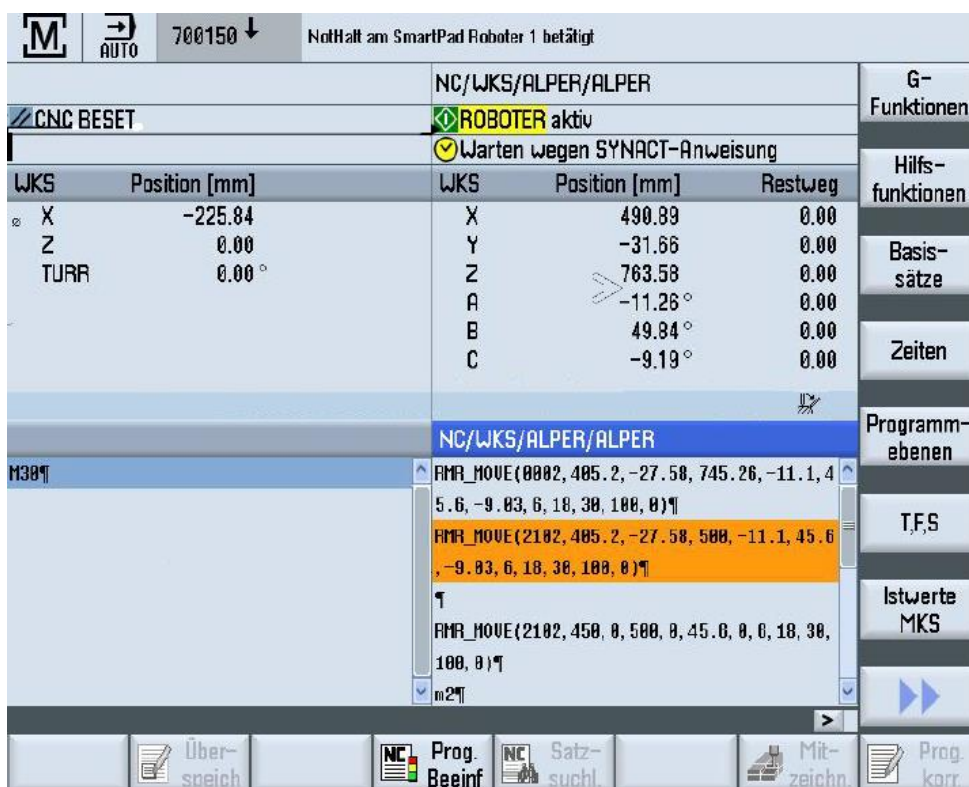 M
AUTO
700150 ↓
NotHalt am SmartPad Roboter 1 betätigt
NC/WKS/ALPER/ALPER
CNC RESET
ROBOTER aktiv
Warten wegen SYNACT-Anweisung
WKS Position [mm]
X -225.84
Z 0.00
TURR 0.00 °
WKS Position [mm] Restweg
X 490.89 0.00
Y -31.66 0.00
Z 763.58 0.00
A -11.26 ° 0.00
B 49.84 ° 0.00
C -9.19 ° 0.00
M30¶
NC/WKS/ALPER/ALPER
RMR_MOVE(0002,405.2,-27.58,745.26,-11.1,4
5.6,-9.03,6,18,30,100,0)¶
RMR_MOVE(2102,405.2,-27.58,500,-11.1,45.6
,-9.03,6,18,30,100,0)¶
¶
RMR_MOVE(2102,450,0,500,0,45.6,0,6,18,30,
100,0)¶
m2¶
G-
Funktionen
Hilfs-
funktionen
Basis-
sätze
Zeiten
Programm-
ebenen
T,F,S
Istwerte
MKS
>
Über-
speich
NC Prog.
Beeinf
NC Satz-
suchl.
Mit-
zeichn.
Prog.
korr.